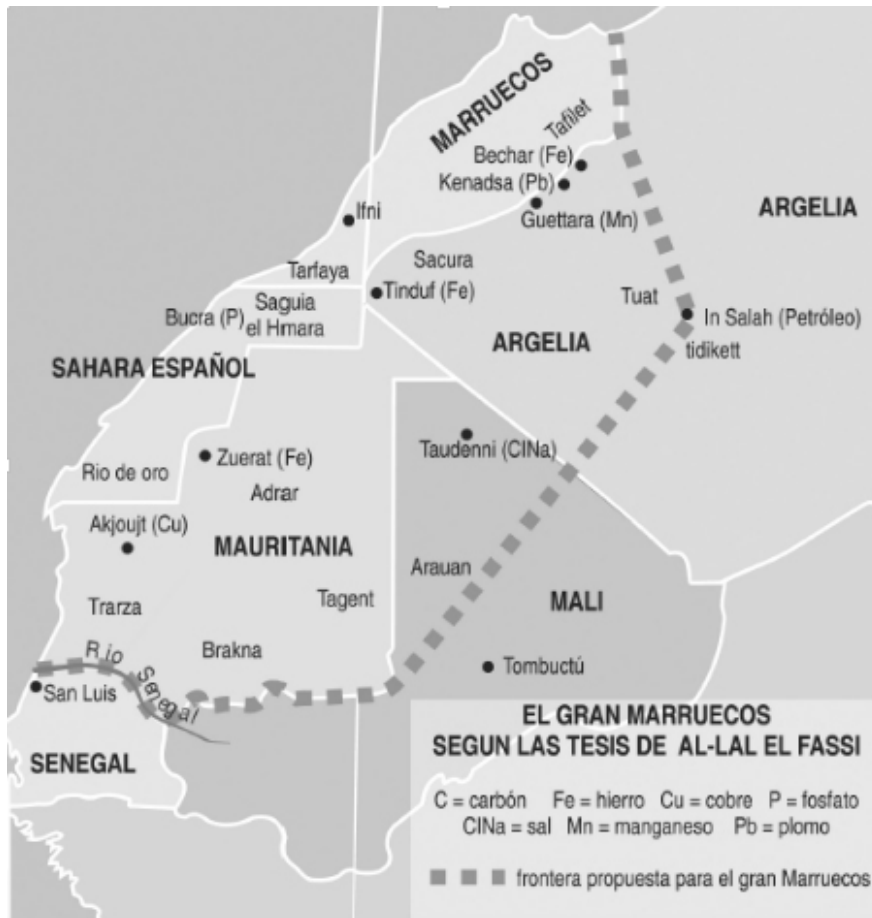 MARRUECOS
Tafilet
Bechar (Fe)
Kenadsa (Pb)
Guettara (Mn)
ARGELIA
Ifni
Tarfaya
Sacura
Tinduf (Fe)
Saguia
el Hmara
Bucra (P)
Tuat
In Salah (Petróleo)
tidikett
ARGELIA
SAHARA ESPAÑOL
Zuerat (Fe)
Taudenni (CINa)
Rio de oro
Adrar
Akjoujt (Cu)
MAURITANIA
Arauan
Tagent
MALI
Trarza
Brakna
Rio Senegal
Tombuctú
San Luis
SENEGAL
EL GRAN MARRUECOS
SEGUN LAS TESIS DE AL-LAL EL FASSI
C = carbón Fe = hierro Cu = cobre P = fosfato
CINa = sal Mn = manganeso Pb = plomo
frontera propuesta para el gran Marruecos